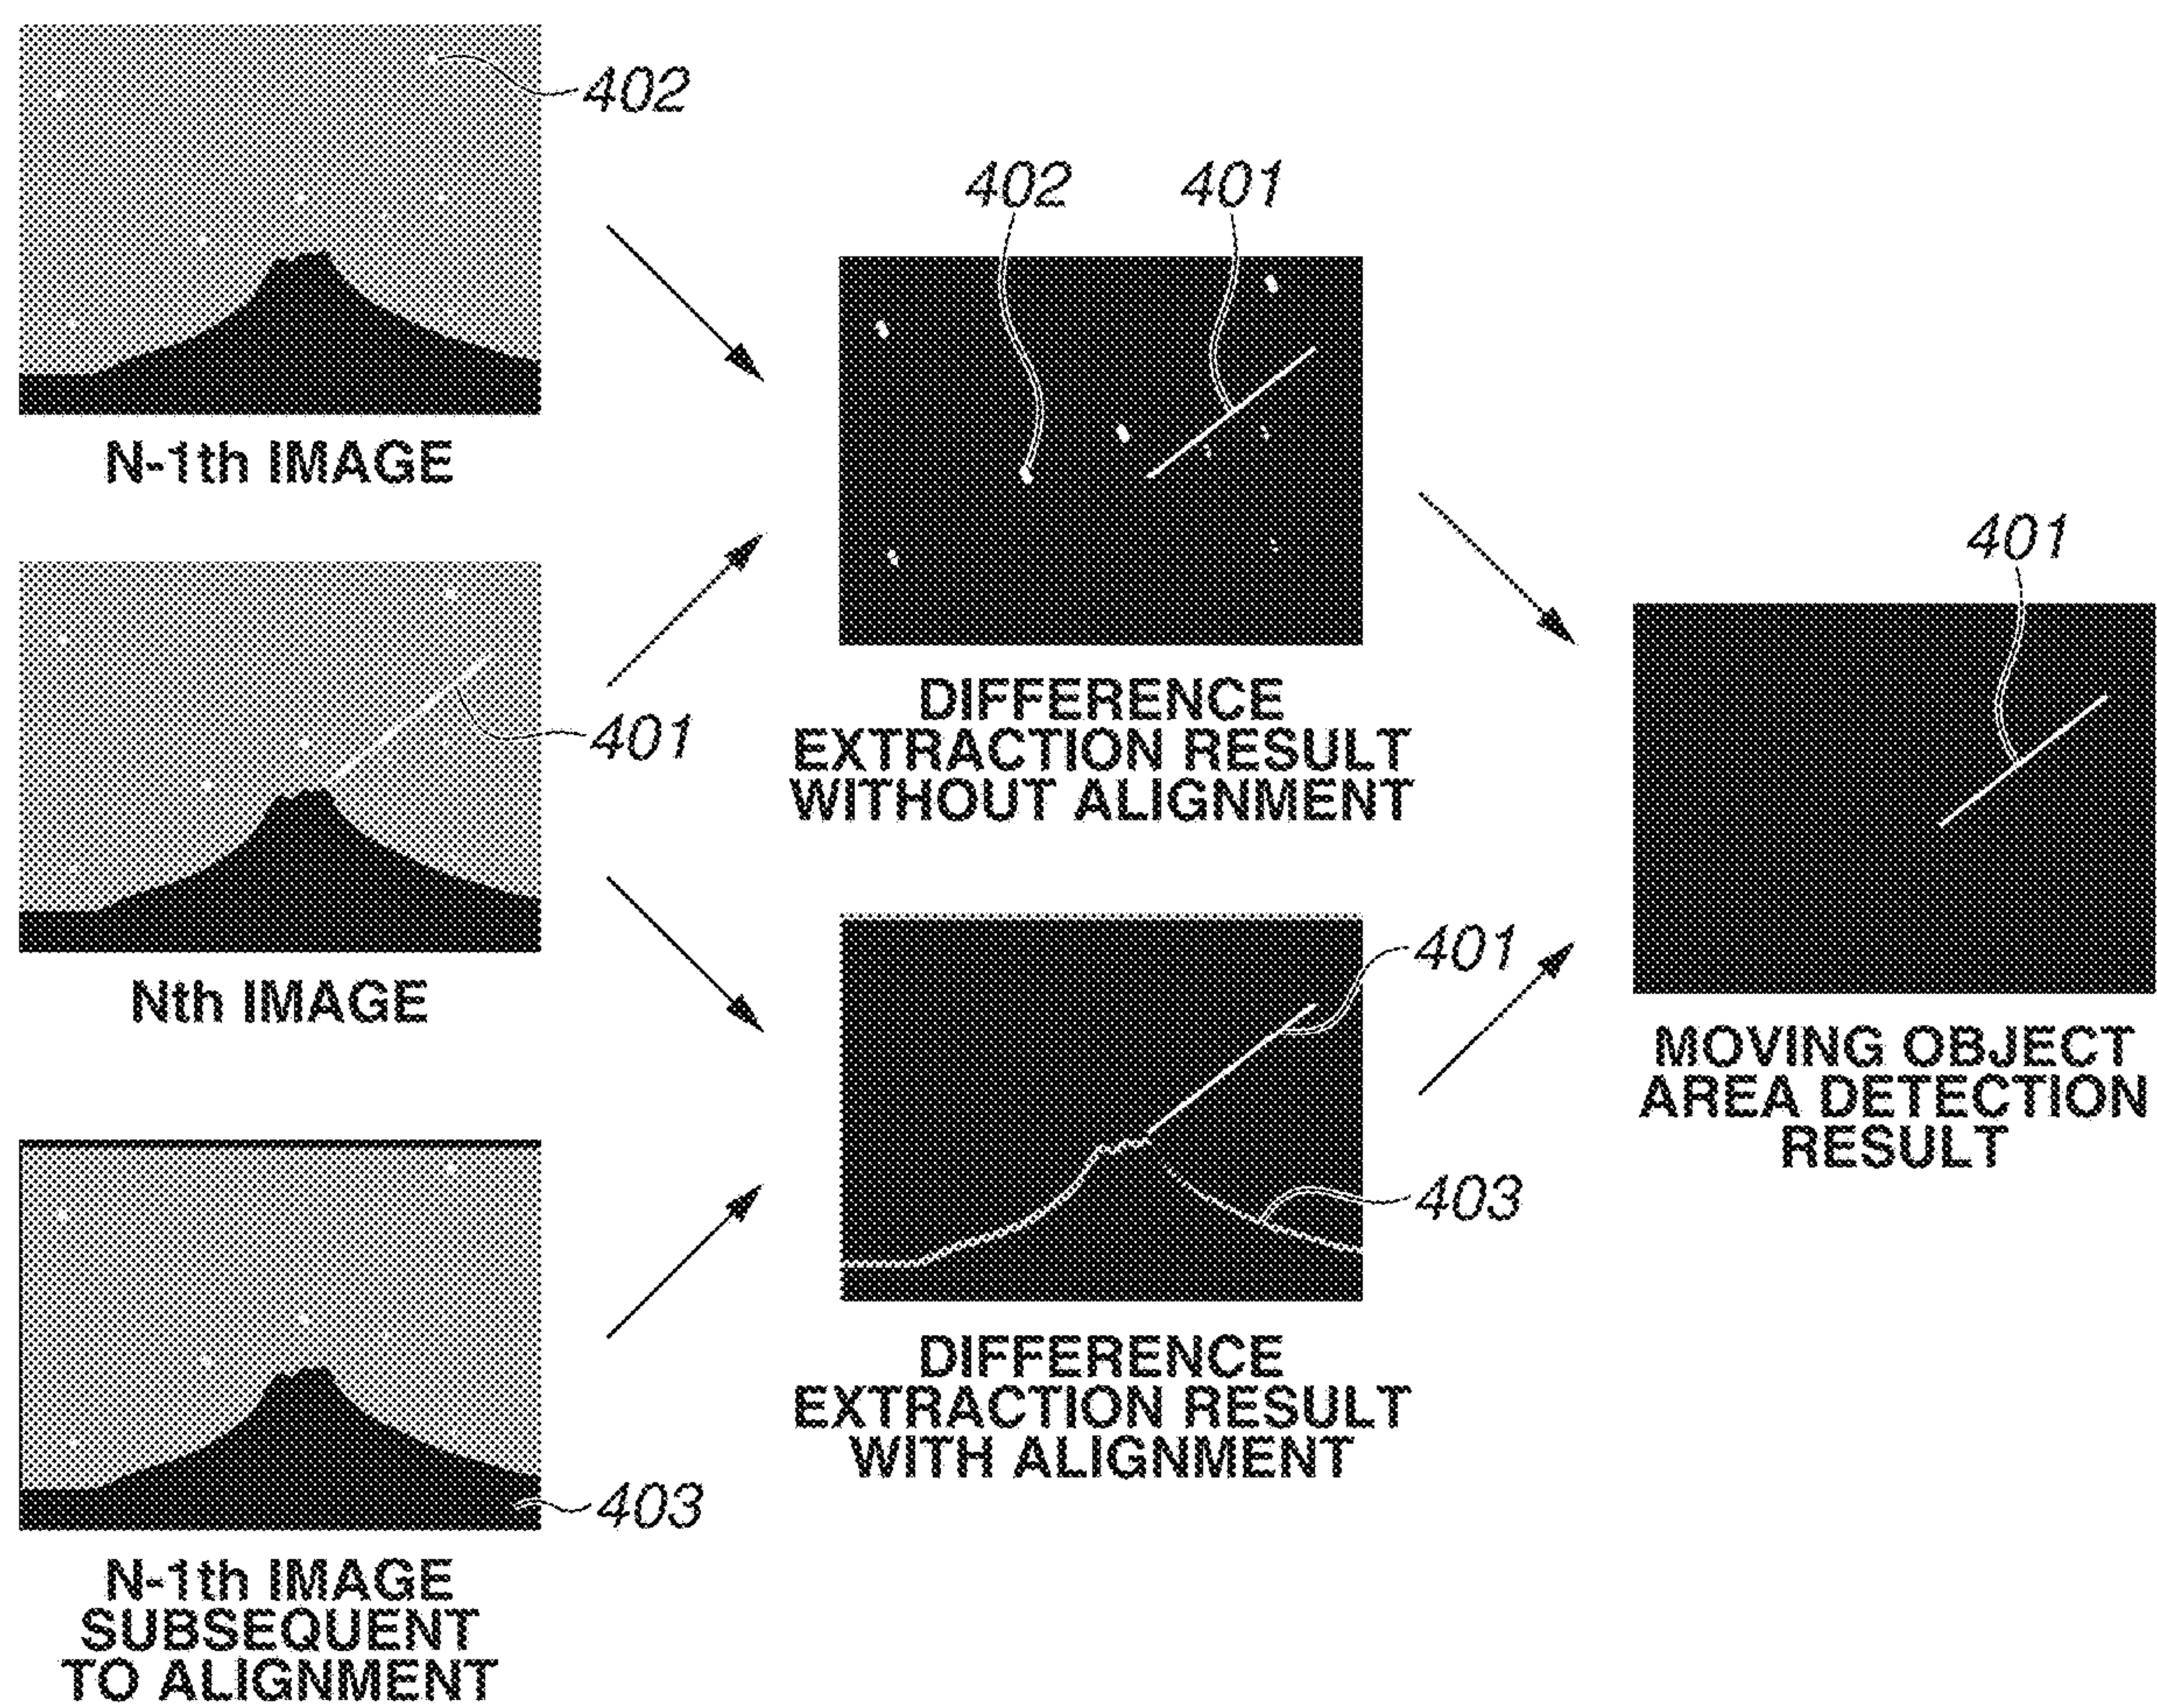 402
N-1th IMAGE
401
Nth IMAGE
403
N-1th IMAGE
SUBSEQUENT
TO ALIGNMENT
402
401
DIFFERENCE
EXTRACTION RESULT
WITHOUT ALIGNMENT
401
403
DIFFERENCE
EXTRACTION RESULT
WITH ALIGNMENT
401
MOVING OBJECT
AREA DETECTION
RESULT